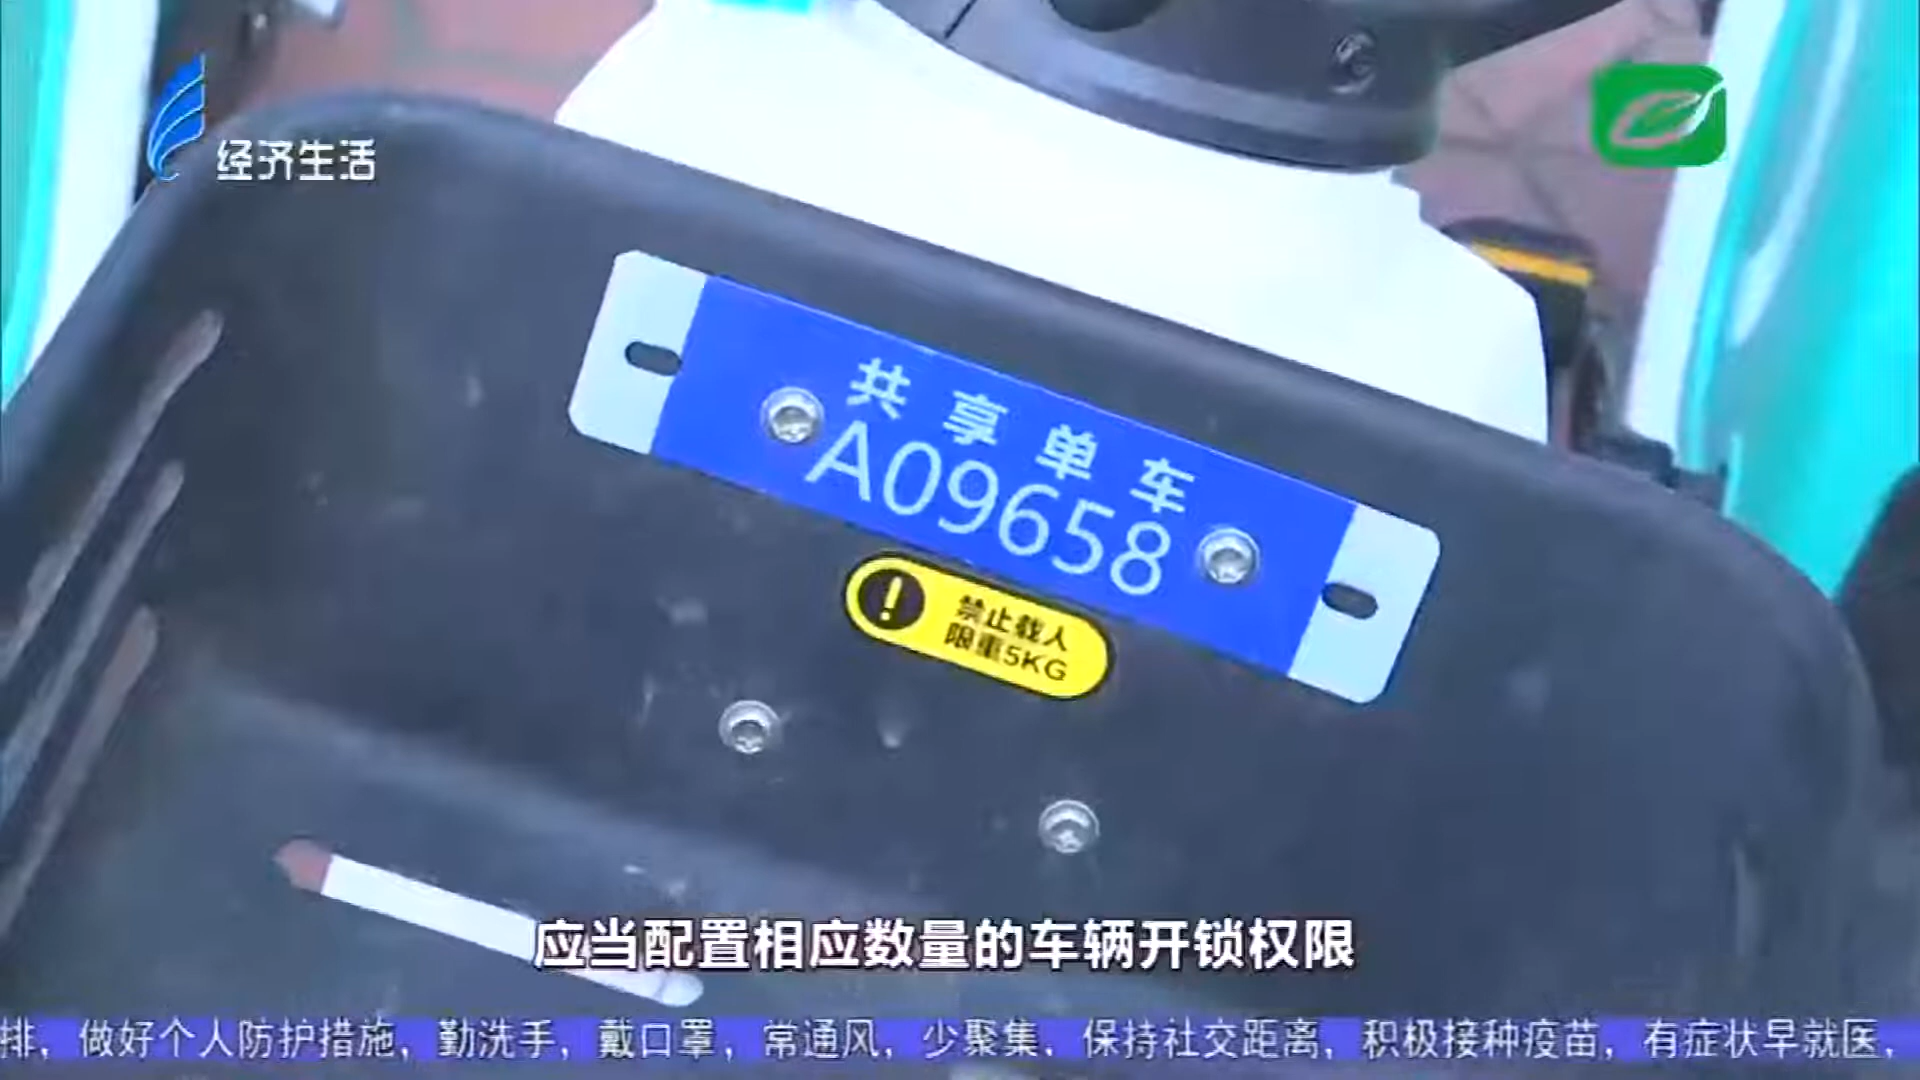 经济生活
共享单车
A09658
禁止载人
限重5KG
应当配置相应数量的车辆开锁权限
排，做好个人防护措施，勤洗手，戴口罩，常通风，少聚集，保持社交距离，积极接种疫苗，有症状早就医，